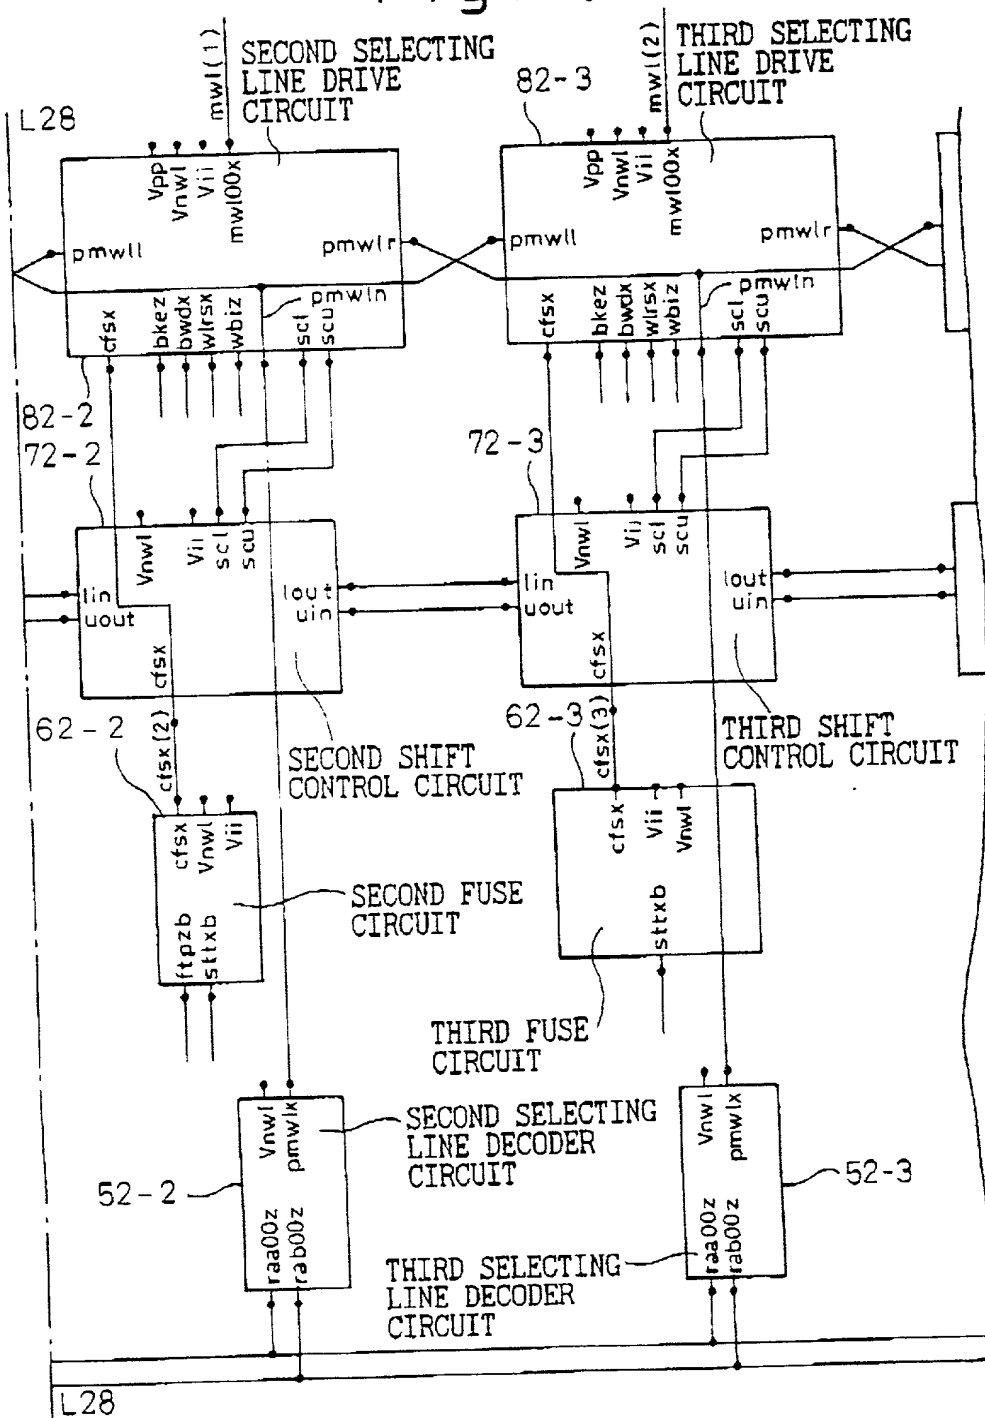 Fig.
L28
mwl(1)
SECOND SELECTING
LINE DRIVE
CIRCUIT
82-3
mwl(2)
THIRD SELECTING
LINE DRIVE
CIRCUIT
Vpp
Vnwl
Vii
mwl00x
pmwll
pmwlr
pmwln
cfsx
bkez
bwdx
wlrsx
wbiz
scl
scu
Vpp
Vnwl
Vii
mwl00x
pmwll
pmwlr
pmwln
cfsx
bkez
bwdx
wlrsx
wbiz
scl
scu
82-2
72-2
72-3
Vnwl
Vii
scl
scu
lin
uout
lout
uin
cfsx
Vnwl
Vii
scl
scu
lin
uout
lout
uin
cfsx
62-2
cfsx(2)
SECOND SHIFT
CONTROL CIRCUIT
62-3
cfsx(3)
THIRD SHIFT
CONTROL CIRCUIT
cfsx
Vnwl
Vii
ftpzb
sttxb
SECOND FUSE
CIRCUIT
cfsx
Vii
Vnwl
sttxb
THIRD FUSE
CIRCUIT
Vnwl
pmwlx
raa00z
rab00z
SECOND SELECTING
LINE DECODER
CIRCUIT
52-2
Vnwl
pmwlx
raa00z
rab00z
52-3
THIRD SELECTING
LINE DECODER
CIRCUIT
L28